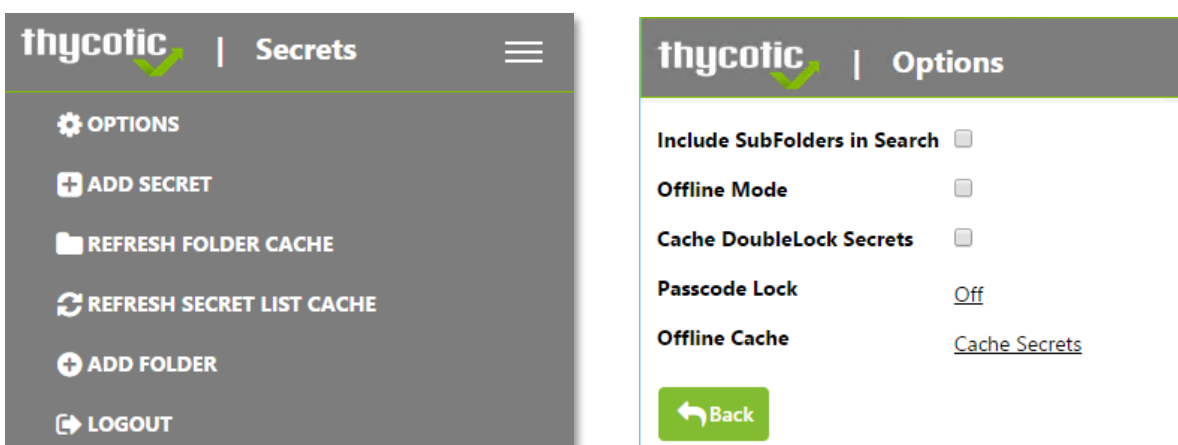 thycotic | Secrets
OPTIONS
ADD SECRET
REFRESH FOLDER CACHE
REFRESH SECRET LIST CACHE
ADD FOLDER
LOGOUT
thycotic | Options
Include SubFolders in Search
Offline Mode
Cache DoubleLock Secrets
Passcode Lock Off
Offline Cache Cache Secrets
Back